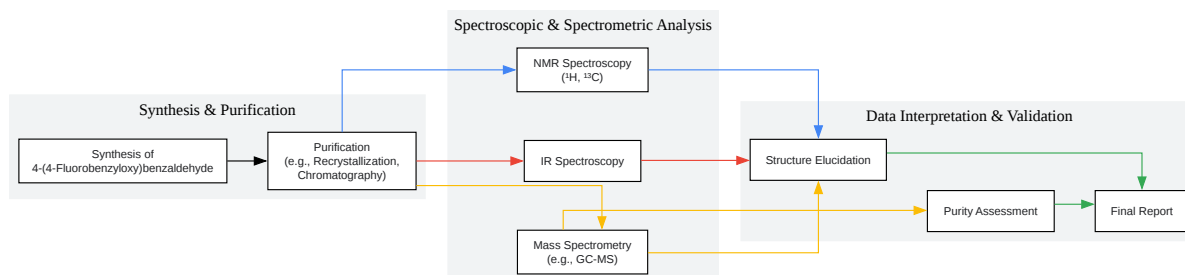 Spectroscopic & Spectrometric Analysis
NMR Spectroscopy
(¹H, ¹³C)
Synthesis & Purification
Data Interpretation & Validation
Synthesis of
4-(4-Fluorobenzyloxy)benzaldehyde
Purification
(e.g., Recrystallization,
Chromatography)
IR Spectroscopy
Structure Elucidation
Mass Spectrometry
(e.g., GC-MS)
Purity Assessment
Final Report